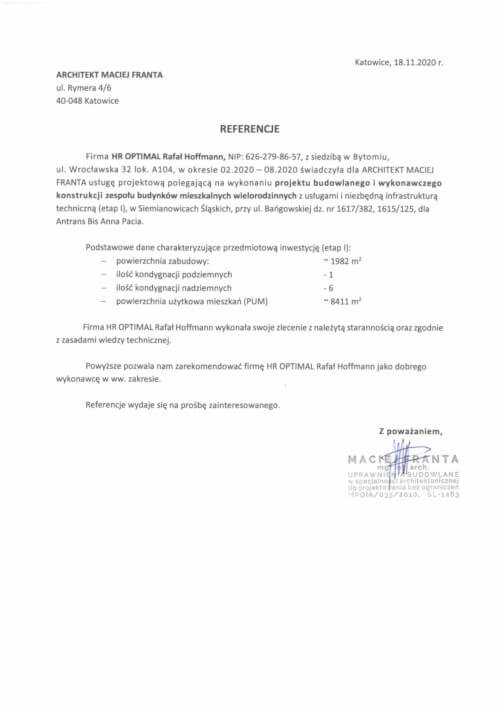 Katowice, 18.11.2020 r.
ARCHITEKT MACIEJ FRANTA
ul. Rymera 4/6
40-048 Katowice
REFERENCJE
Firma HR OPTIMAL Rafał Hoffmann, NIP: 626-279-86-57, z siedzibą w Bytomiu,
ul. Wrocławska 32 lok. A104, w okresie 02.2020 – 08.2020 świadczyła dla ARCHITEKT MACIEJ
FRANTA usługę projektową polegającą na wykonaniu projektu budowlanego i wykonawczego
konstrukcji zespołu budynków mieszkalnych wielorodzinnych z usługami i niezbędną infrastrukturą
techniczną (etap I), w Siemianowicach Śląskich, przy ul. Bańgowskiej dz. nr 1617/382, 1615/125, dla
Antrans Bis Anna Pacia.
Podstawowe dane charakteryzujące przedmiotową inwestycję (etap I):
– powierzchnia zabudowy: ~ 1982 m²
– ilość kondygnacji podziemnych - 1
– ilość kondygnacji nadziemnych - 6
– powierzchnia użytkowa mieszkań (PUM) ~ 8411 m²
Firma HR OPTIMAL Rafał Hoffmann wykonała swoje zlecenie z należytą starannością oraz zgodnie
z zasadami wiedzy technicznej.
Powyższe pozwala nam zarekomendować firmę HR OPTIMAL Rafał Hoffmann jako dobrego
wykonawcę w ww. zakresie.
Referencje wydaje się na prośbę zainteresowanego.
Z poważaniem,
MACIEJ FRANTA
mgr inż. arch.
UPRAWNIENIA BUDOWLANE
w specjalności architektonicznej
do projektowania bez ograniczeń
MPOIA/035/2010, SL-1483